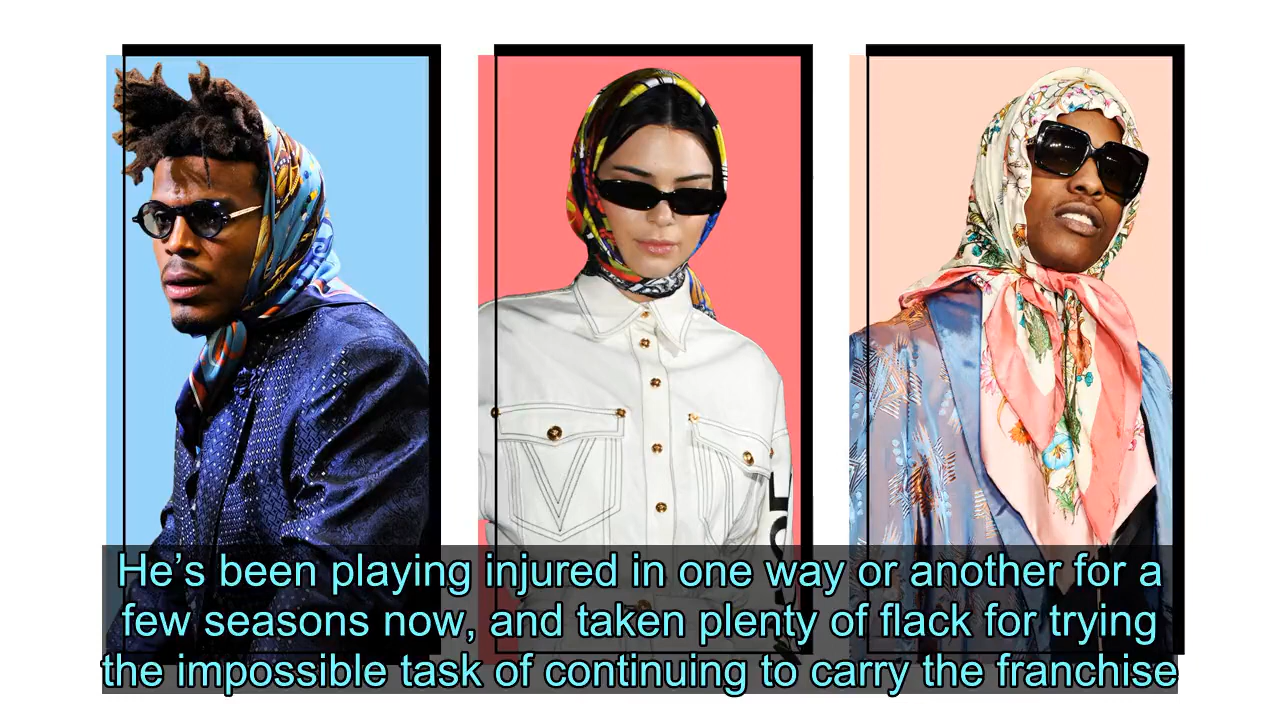 He’s been playing injured in one way or another for a
few seasons now, and taken plenty of flack for trying
the impossible task of continuing to carry the franchise